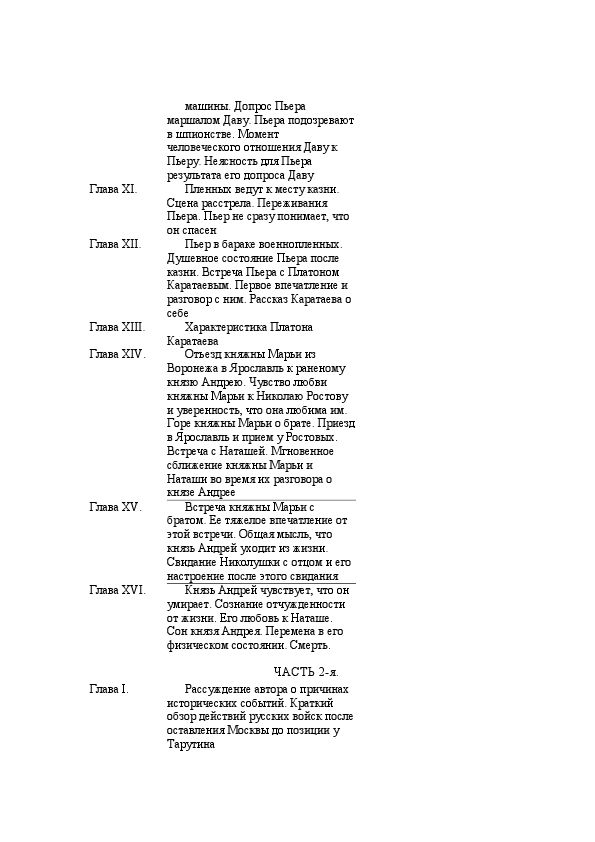 машины. Допрос Пьера
маршалом Даву. Пьера подозревают
в шпионстве. Момент
человеческого отношения Даву к
Пьеру. Неясность для Пьера
результата его допроса Даву
Глава XI. Пленных ведут к месту казни.
Сцена расстрела. Переживания
Пьера. Пьер не сразу понимает, что
он спасен
Глава XII. Пьер в бараке военнопленных.
Душевное состояние Пьера после
казни. Встреча Пьера с Платоном
Каратаевым. Первое впечатление и
разговор с ним. Рассказ Каратаева о
себе
Глава XIII. Характеристика Платона
Каратаева
Глава XIV. Отъезд княжны Марьи из
Воронежа в Ярославль к раненому
князю Андрею. Чувство любви
княжны Марьи к Николаю Ростову
и уверенность, что она любима им.
Горе княжны Марьи о брате. Приезд
в Ярославль и прием у Ростовых.
Встреча с Наташей. Мгновенное
сближение княжны Марьи и
Наташи во время их разговора о
князе Андрее
Глава XV. Встреча княжны Марьи с
братом. Ее тяжелое впечатление от
этой встречи. Общая мысль, что
князь Андрей уходит из жизни.
Свидание Николушки с отцом и его
настроение после этого свидания
Глава XVI. Князь Андрей чувствует, что он
умирает. Сознание отчужденности
от жизни. Его любовь к Наташе.
Сон князя Андрея. Перемена в его
физическом состоянии. Смерть.
ЧАСТЬ 2-я.
Глава I. Рассуждение автора о причинах
исторических событий. Краткий
обзор действий русских войск после
оставления Москвы до позиции у
Тарутина